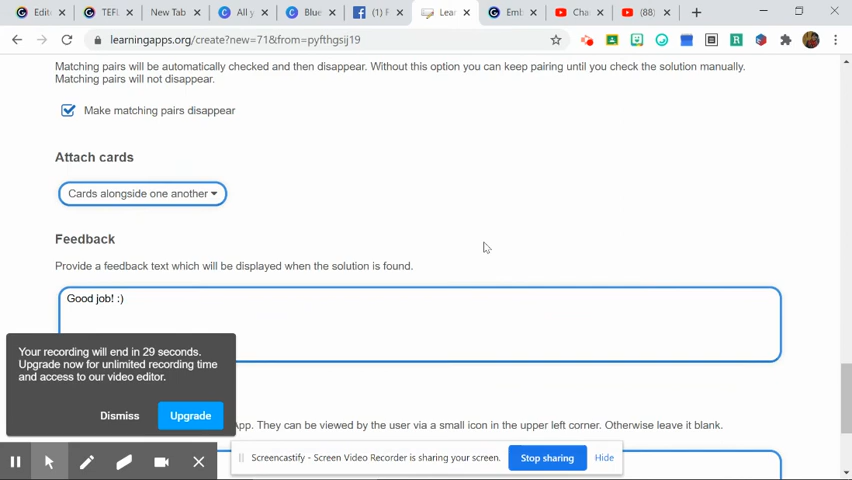 Edit
TEFL
New Tab
All y
Blue
(1) F
Lear
Emb
Cha
(88)
learningapps.org/create?new=71&from=pyfthgsij19
Matching pairs will be automatically checked and then disappear. Without this option you can keep pairing until you check the solution manually.
Matching pairs will not disappear.
Make matching pairs disappear
Attach cards
Cards alongside one another
Feedback
Provide a feedback text which will be displayed when the solution is found.
Good job! :)
Your recording will end in 29 seconds.
Upgrade now for unlimited recording time
and access to our video editor.
Dismiss
Upgrade
App. They can be viewed by the user via a small icon in the upper left corner. Otherwise leave it blank.
Screencastify - Screen Video Recorder is sharing your screen.
Stop sharing
Hide